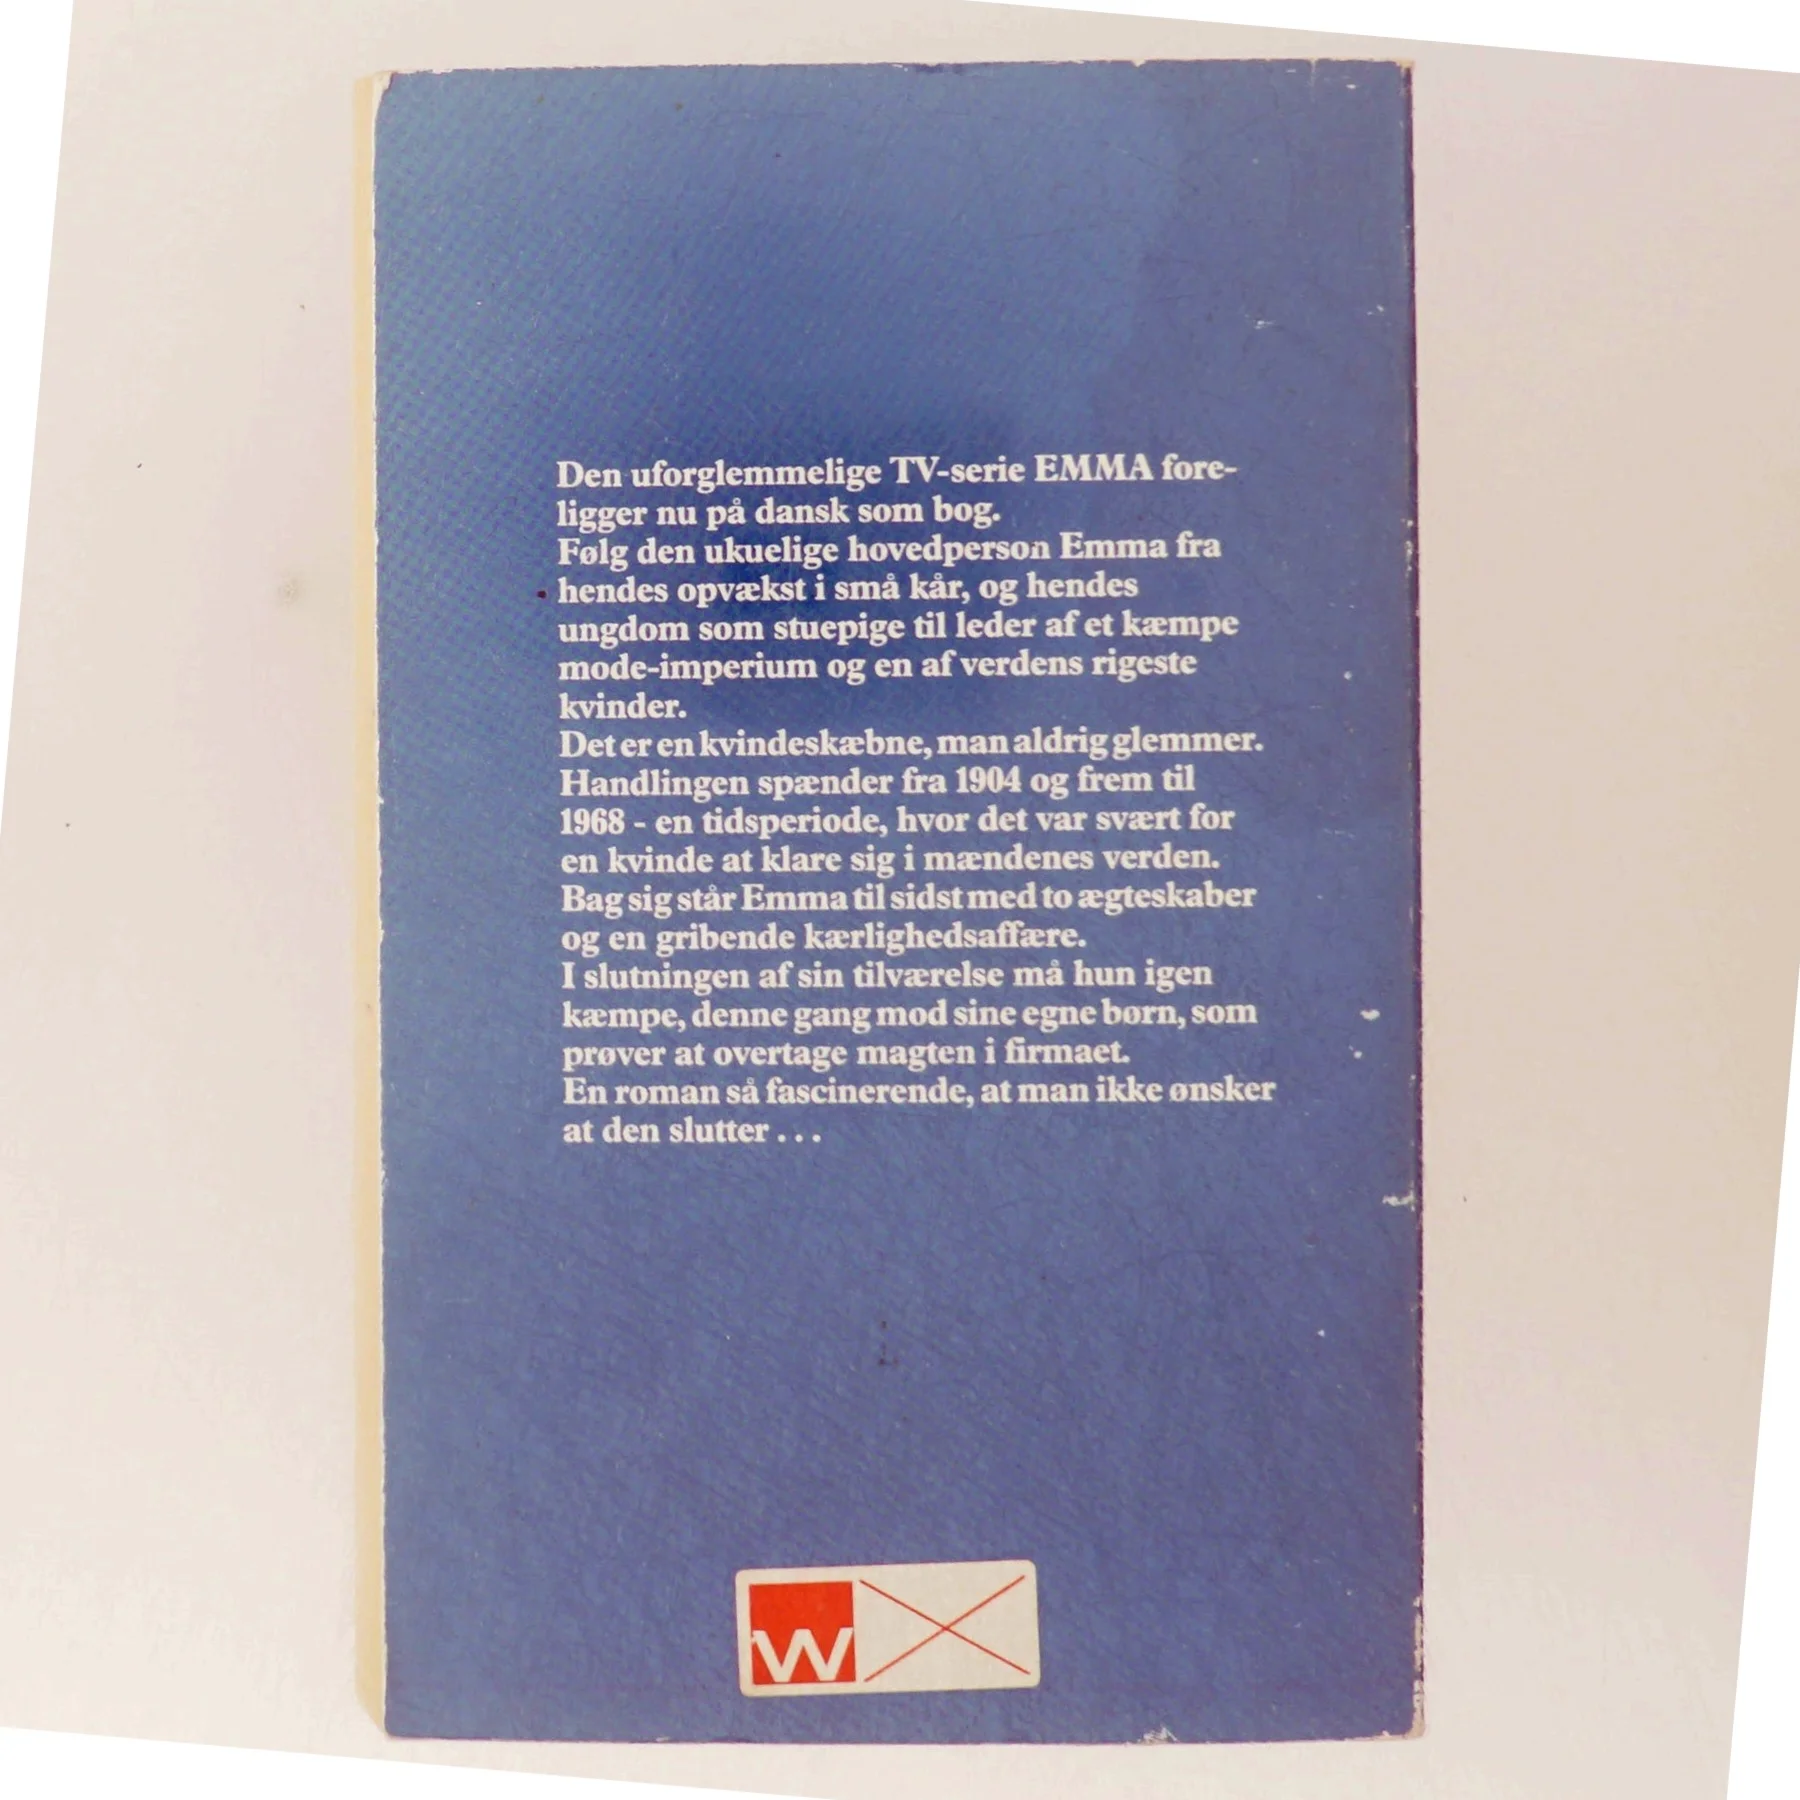 Den uforglemmelige TV-serie EMMA fore-
ligger nu på dansk som bog.
Følg den ukuelige hovedperson Emma fra
hendes opvækst i små kår, og hendes
ungdom som stuepige til leder af et kæmpe
mode-imperium og en af verdens rigeste
kvinder.
Det er en kvindeskæbne, man aldrig glemmer.
Handlingen spænder fra 1904 og frem til
1968 - en tidsperiode, hvor det var svært for
en kvinde at klare sig i mændenes verden.
Bag sig står Emma til sidst med to ægteskaber
og en gribende kærlighedsaffære.
I slutningen af sin tilværelse må hun igen
kæmpe, denne gang mod sine egne børn, som
prøver at overtage magten i firmaet.
En roman så fascinerende, at man ikke ønsker
at den slutter . . .
W